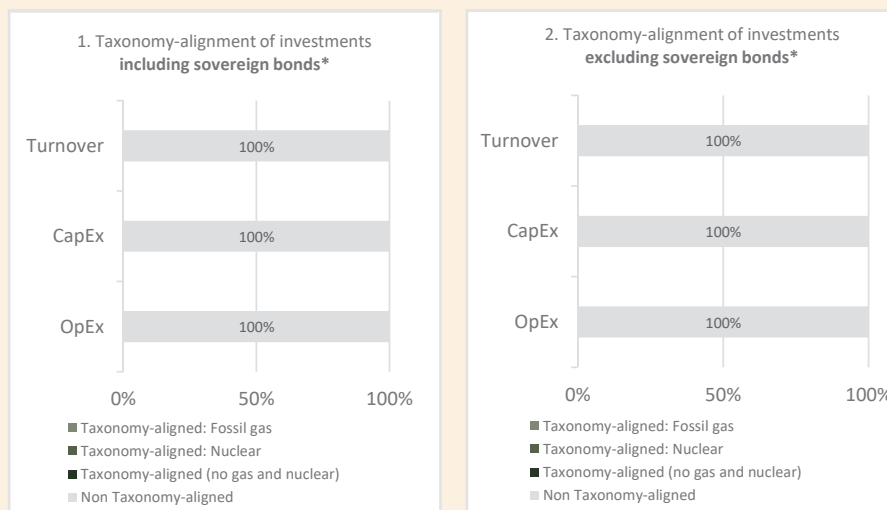 1. Taxonomy-alignment of investments
including sovereign bonds*
Turnover
100%
CapEx
100%
OpEx
100%
0%
50%
100%
Taxonomy-aligned: Fossil gas
Taxonomy-aligned: Nuclear
Taxonomy-aligned (no gas and nuclear)
Non Taxonomy-aligned
2. Taxonomy-alignment of investments
excluding sovereign bonds*
Turnover
100%
CapEx
100%
OpEx
100%
0%
50%
100%
Taxonomy-aligned: Fossil gas
Taxonomy-aligned: Nuclear
Taxonomy-aligned (no gas and nuclear)
Non Taxonomy-aligned